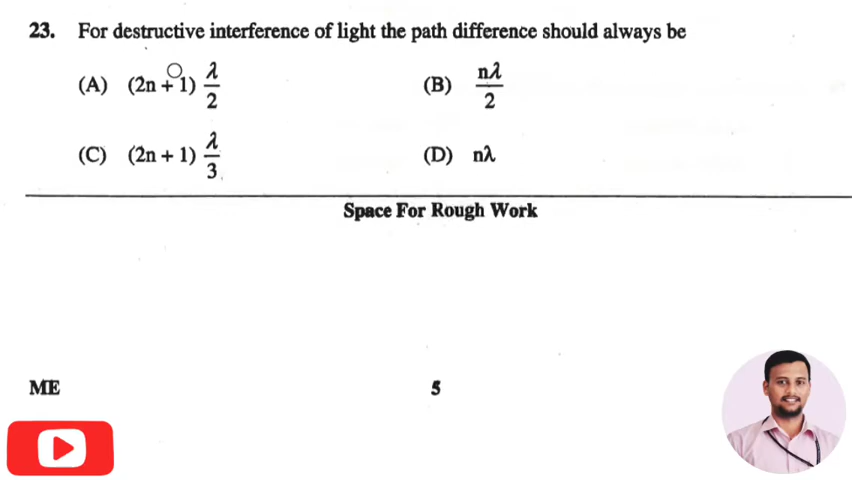 23. For destructive interference of light the path difference should always be
(A) (2n + 1) λ/2 (B) nλ/2
(C) (2n + 1) λ/3 (D) nλ
Space For Rough Work
ME 5